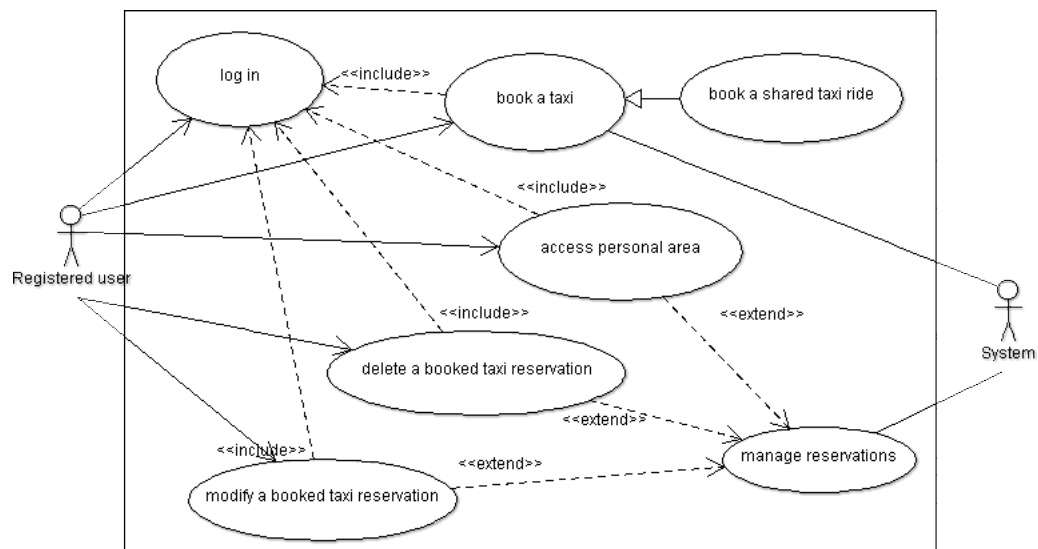 log in
<<include>>
book a taxi
book a shared taxi ride
<<include>>
access personal area
Registered user
<<include>>
<<extend>>
System
delete a booked taxi reservation
<<extend>>
<<include>>
<<extend>>
manage reservations
modify a booked taxi reservation